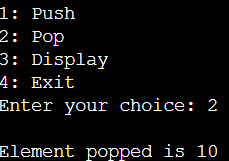 1: Push
2: Pop
3: Display
4: Exit
Enter your choice: 2
Element popped is 10